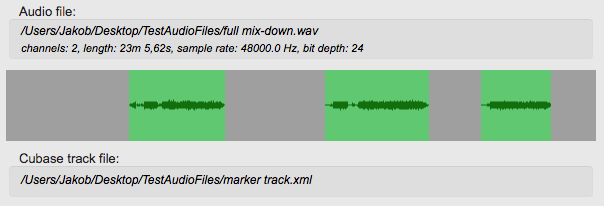 Audio file:
/Users/Jakob/Desktop/TestAudioFiles/full mix-down.wav
channels: 2, length: 23m 5,62s, sample rate: 48000.0 Hz, bit depth: 24
Cubase track file:
/Users/Jakob/Desktop/TestAudioFiles/marker track.xml